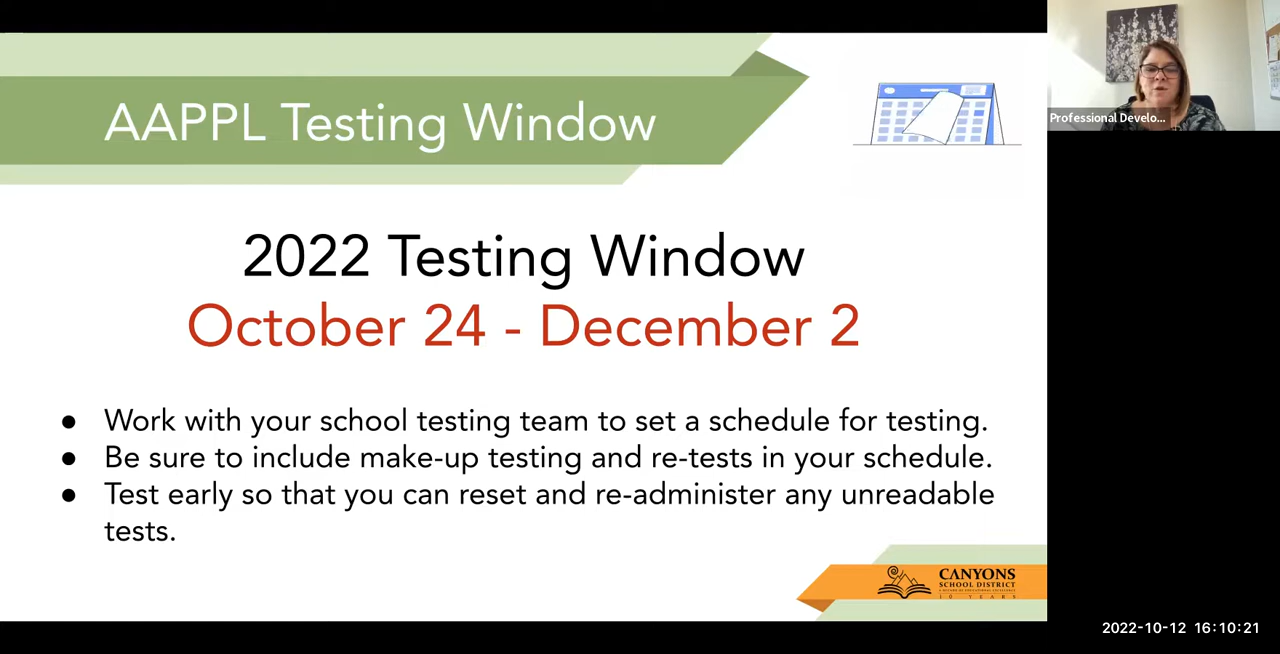 AAPPL Testing Window
Professional Develo...
2022 Testing Window
October 24 - December 2
● Work with your school testing team to set a schedule for testing.
● Be sure to include make-up testing and re-tests in your schedule.
● Test early so that you can reset and re-administer any unreadable
tests.
CANYONS
SCHOOL DISTRICT
10 YEARS
2022-10-12 16:10:21